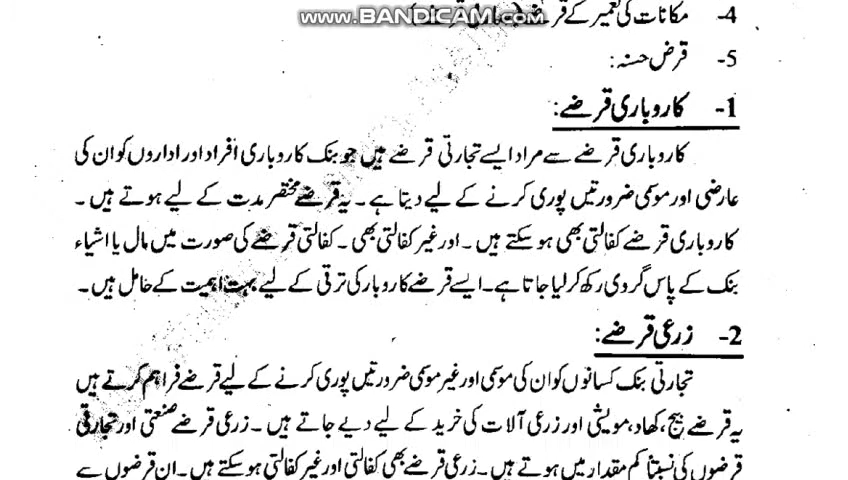 www.BANDICAM.com
4- مکانات کی تعمیر کے قرضے
5- قرض حسنہ:
1- کاروباری قرضے:
کاروباری قرضے سے مراد ایسے تجارتی قرضے ہیں جو بنک کاروباری افراد اور اداروں کو ان کی
عارضی اور موسمی ضرورتیں پوری کرنے کے لیے دیتا ہے۔ یہ قرضے مختصر مدت کے لیے ہوتے ہیں۔
کاروباری قرضے کفالتی بھی ہو سکتے ہیں۔ اور غیر کفالتی بھی۔ کفالتی قرضے کی صورت میں مال یا اشیاء
بنک کے پاس گروی رکھ کر لیا جاتا ہے۔ ایسے قرضے کاروبار کی ترقی کے لیے بہت اہمیت کے حامل ہیں۔
2- زرعی قرضے:
تجارتی بنک کسانوں کو ان کی موسمی اور غیر موسمی ضرورتیں پوری کرنے کے لیے قرضے فراہم کرتے ہیں
یہ قرضے بیج، کھاد، مویشی اور زرعی آلات کی خرید کے لیے دیے جاتے ہیں۔ زرعی قرضے صنعتی اور تجارتی
قرضوں کی نسبتاً کم مقدار میں ہوتے ہیں۔ زرعی قرضے بھی کفالتی اور غیر کفالتی ہو سکتے ہیں۔ ان قرضوں سے